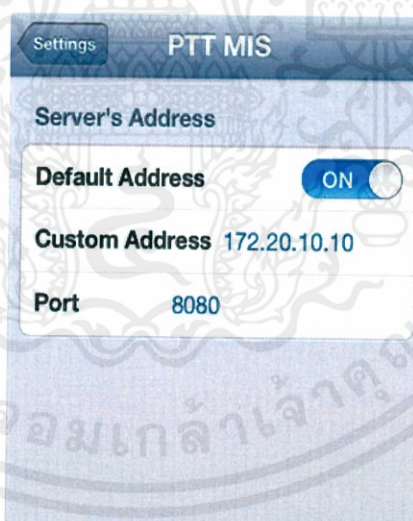 Settings PTT MIS
Server's Address
Default Address ON
Custom Address 172.20.10.10
Port 8080